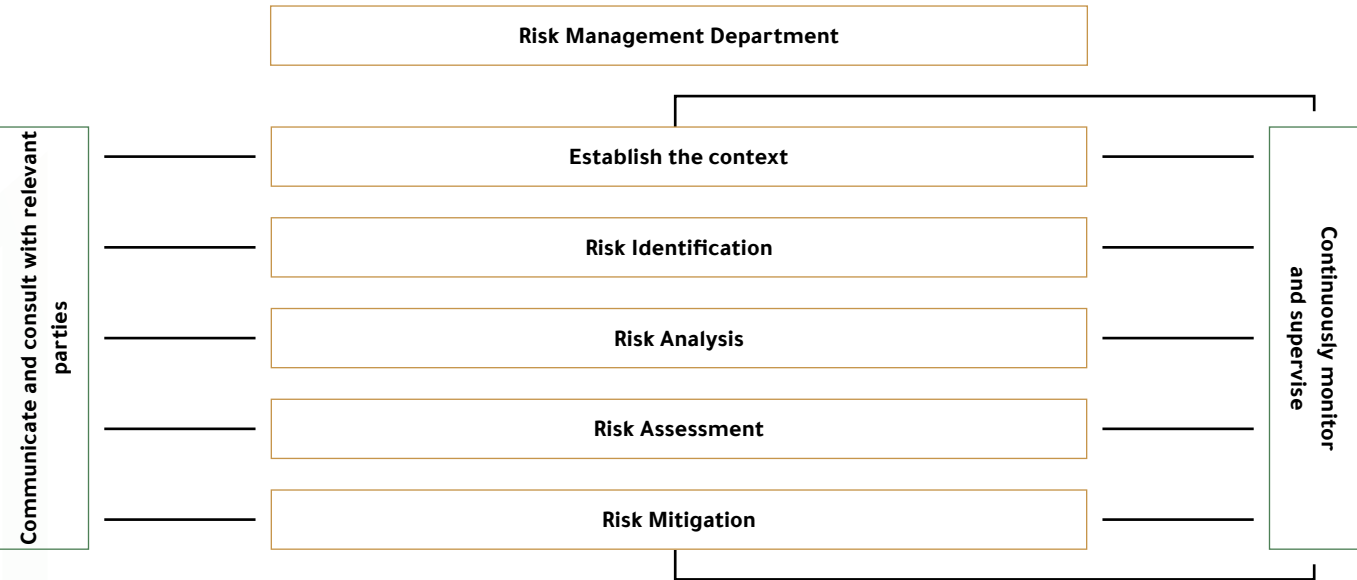 Risk Management Department
Communicate and consult with relevant
parties
Establish the context
Risk Identification
Risk Analysis
Risk Assessment
Risk Mitigation
Continuously monitor
and supervise